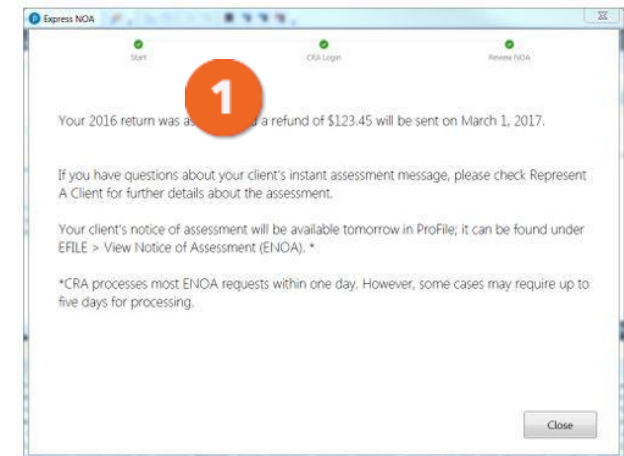 Express NOA
Start
CRA Login
Review NOA
1
Your 2016 return was as a refund of $123.45 will be sent on March 1, 2017.
If you have questions about your client's instant assessment message, please check Represent
A Client for further details about the assessment.
Your client's notice of assessment will be available tomorrow in ProFile; it can be found under
EFILE > View Notice of Assessment (ENOA). *
*CRA processes most ENOA requests within one day. However, some cases may require up to
five days for processing.
Close